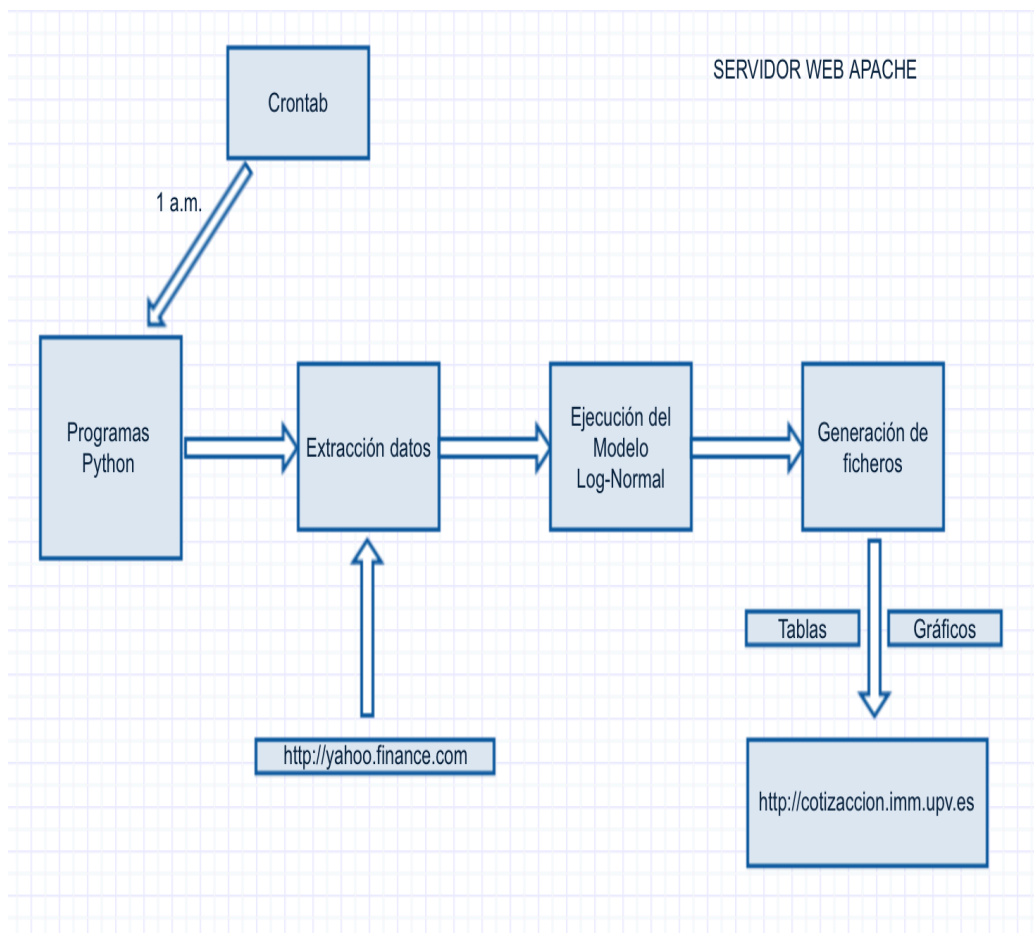 SERVIDOR WEB APACHE
Crontab
1 a.m.
Programas
Python
Extracción datos
Ejecución del
Modelo
Log-Normal
Generación de
ficheros
Tablas
Gráficos
http://yahoo.finance.com
http://cotizaccion.imm.upv.es